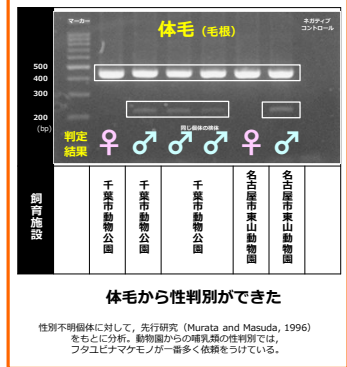 マーカー
体毛（毛根）
ネガティブ
コントロール
500
400
300
200
(bp)
同じ個体の検体
判定
結果
♀ ♂ ♂ ♂ ♀ ♂
飼育施設
千葉市動物公園
千葉市動物公園
千葉市動物公園
名古屋市東山動物園
名古屋市東山動物園
体毛から性判別ができた
性別不明個体に対して，先行研究（Murata and Masuda, 1996）
をもとに分析。動物園からの哺乳類の性判別では，
フタユビナマケモノが一番多く依頼をうけている。